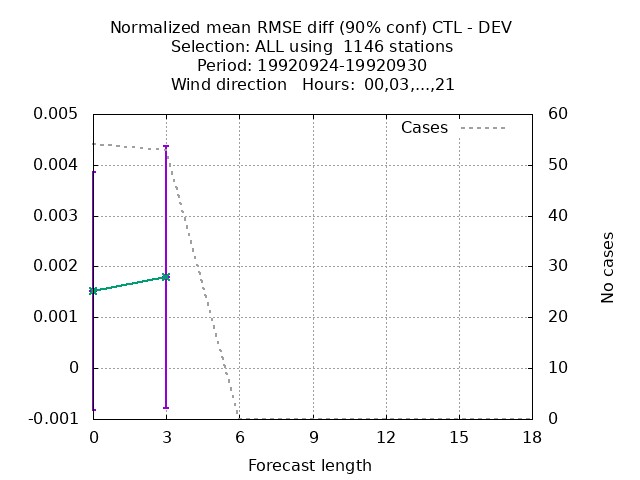 Normalized mean RMSE diff (90% conf) CTL - DEV
Selection: ALL using  1146 stations
Period: 19920924-19920930
Wind direction   Hours:  00,03,...,21
Cases
0.005
0.004
0.003
0.002
0.001
0
-0.001
60
50
40
30
20
10
0
No cases
0 3 6 9 12 15 18
Forecast length